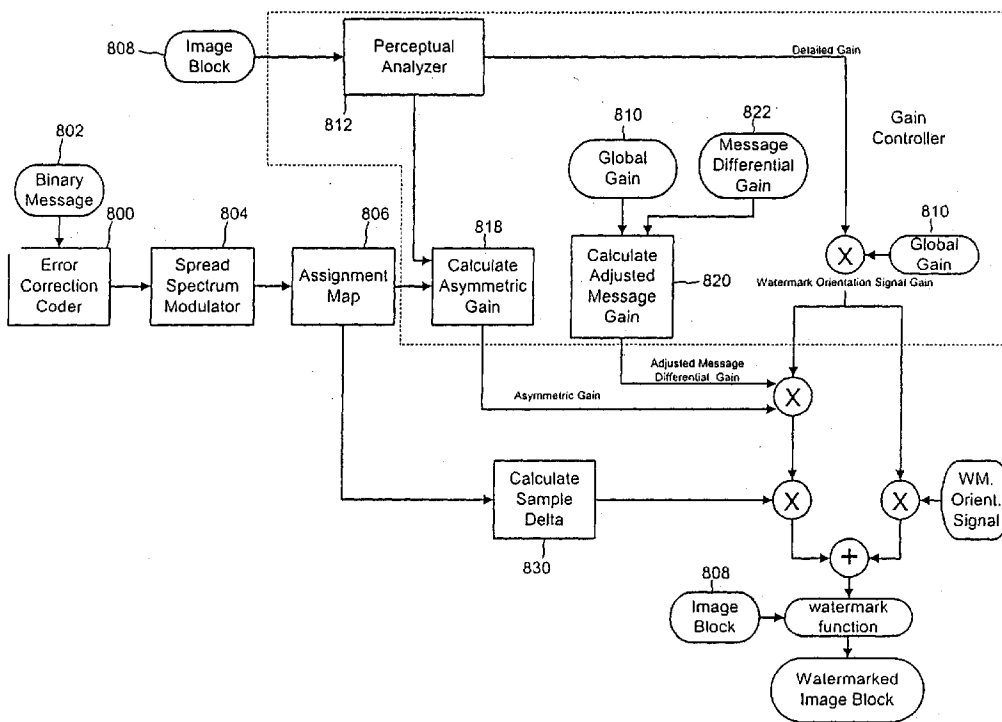 808
Image
Block
Perceptual
Analyzer
812
Detailed Gain
Gain
Controller
802
Binary
Message
810
Global
Gain
822
Message
Differential
Gain
800
Error
Correction
Coder
804
Spread
Spectrum
Modulator
806
Assignment
Map
818
Calculate
Asymmetric
Gain
Calculate
Adjusted
Message
Gain
820
X
810
Global
Gain
Watermark Orientation Signal Gain
Adjusted Message
Differential Gain
Asymmetric Gain
X
Calculate
Sample
Delta
830
X
X
WM.
Orient.
Signal
+
808
Image
Block
watermark
function
Watermarked
Image Block